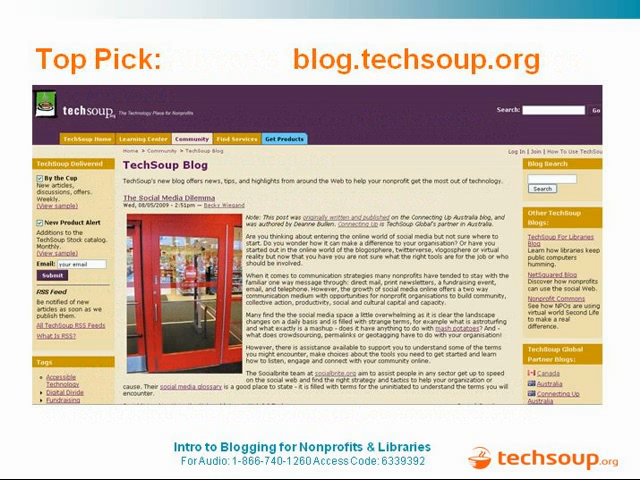 Top Pick: blog.techsoup.org
techsoup.org The Technology Place for Nonprofits
Search: Go
TechSoup Home Learning Center Community Find Services Get Products
Home > Community > TechSoup Blog
Log In | Join | How To Use TechSou
TechSoup Delivered
By the Cup
New articles,
discussions, offers.
Weekly.
(View sample)
New Product Alert
Additions to the
TechSoup Stock catalog.
Monthly.
(View sample)
Email: your email
Submit
RSS Feed
Be notified of new
articles as soon as we
publish them.
All TechSoup RSS Feeds
What Is RSS?
Tags
Accessible
Technology
Digital Divide
Fundraising
TechSoup Blog
TechSoup's new blog offers news, tips, and highlights from around the Web to help your nonprofit get the most out of technology.
The Social Media Dilemma
Wed, 08/05/2009 - 2:51pm — Becky Wiegand
Note: This post was originally written and published on the Connecting Up Australia blog, and
was authored by Deanne Bullen. Connecting Up is TechSoup Global's partner in Australia.
Are you thinking about entering the online world of social media but not sure where to
start. Do you wonder how it can make a difference to your organisation? Or have you
started out in the online world of the blogosphere, twitterverse, vlogosphere or virtual
reality but now that you have you are not sure what the right tools are for the job or who
should be involved.
When it comes to communication strategies many nonprofits have tended to stay with the
familiar one way message through: direct mail, print newsletters, a fundraising event,
email, and telephone. However, the growth of social media online offers a two way
communication medium with opportunities for nonprofit organisations to build community,
collective action, productivity, social and cultural capital and capacity.
Many find the social media space a little overwhelming as it is clear the landscape
changes on a daily basis and is filled with strange terms, for example what is astroturfing
and what exactly is a mashup - does it have anything to do with mash potatoes? And -
what does crowdsourcing, permalinks or geotagging have to do with your organisation!
However, there is assistance available to support you to understand some of the terms
you might encounter, make choices about the tools you need to get started and learn
how to listen, engage and connect with your community online.
The Socialbrite team at socialbrite.org aim to assist people in any sector get up to speed
on the social web and find the right strategy and tactics to help your organization or
cause. Their social media glossary is a good place to start - it is filled with terms for the uninitiated to understand the terms you will
encounter.
Blog Search
Search
Other TechSoup
Blogs:
TechSoup For Libraries
Blog
Learn how libraries keep
public computers
humming.
NetSquared Blog
Discover how nonprofits
can use the social Web.
Nonprofit Commons
See how NPOs are using
virtual world Second Life
to make a real
difference.
TechSoup Global
Partner Blogs:
Canada
Australia
Connecting Up
Australia
Intro to Blogging for Nonprofits & Libraries
For Audio: 1-866-740-1260 Access Code: 6339392
techsoup.org